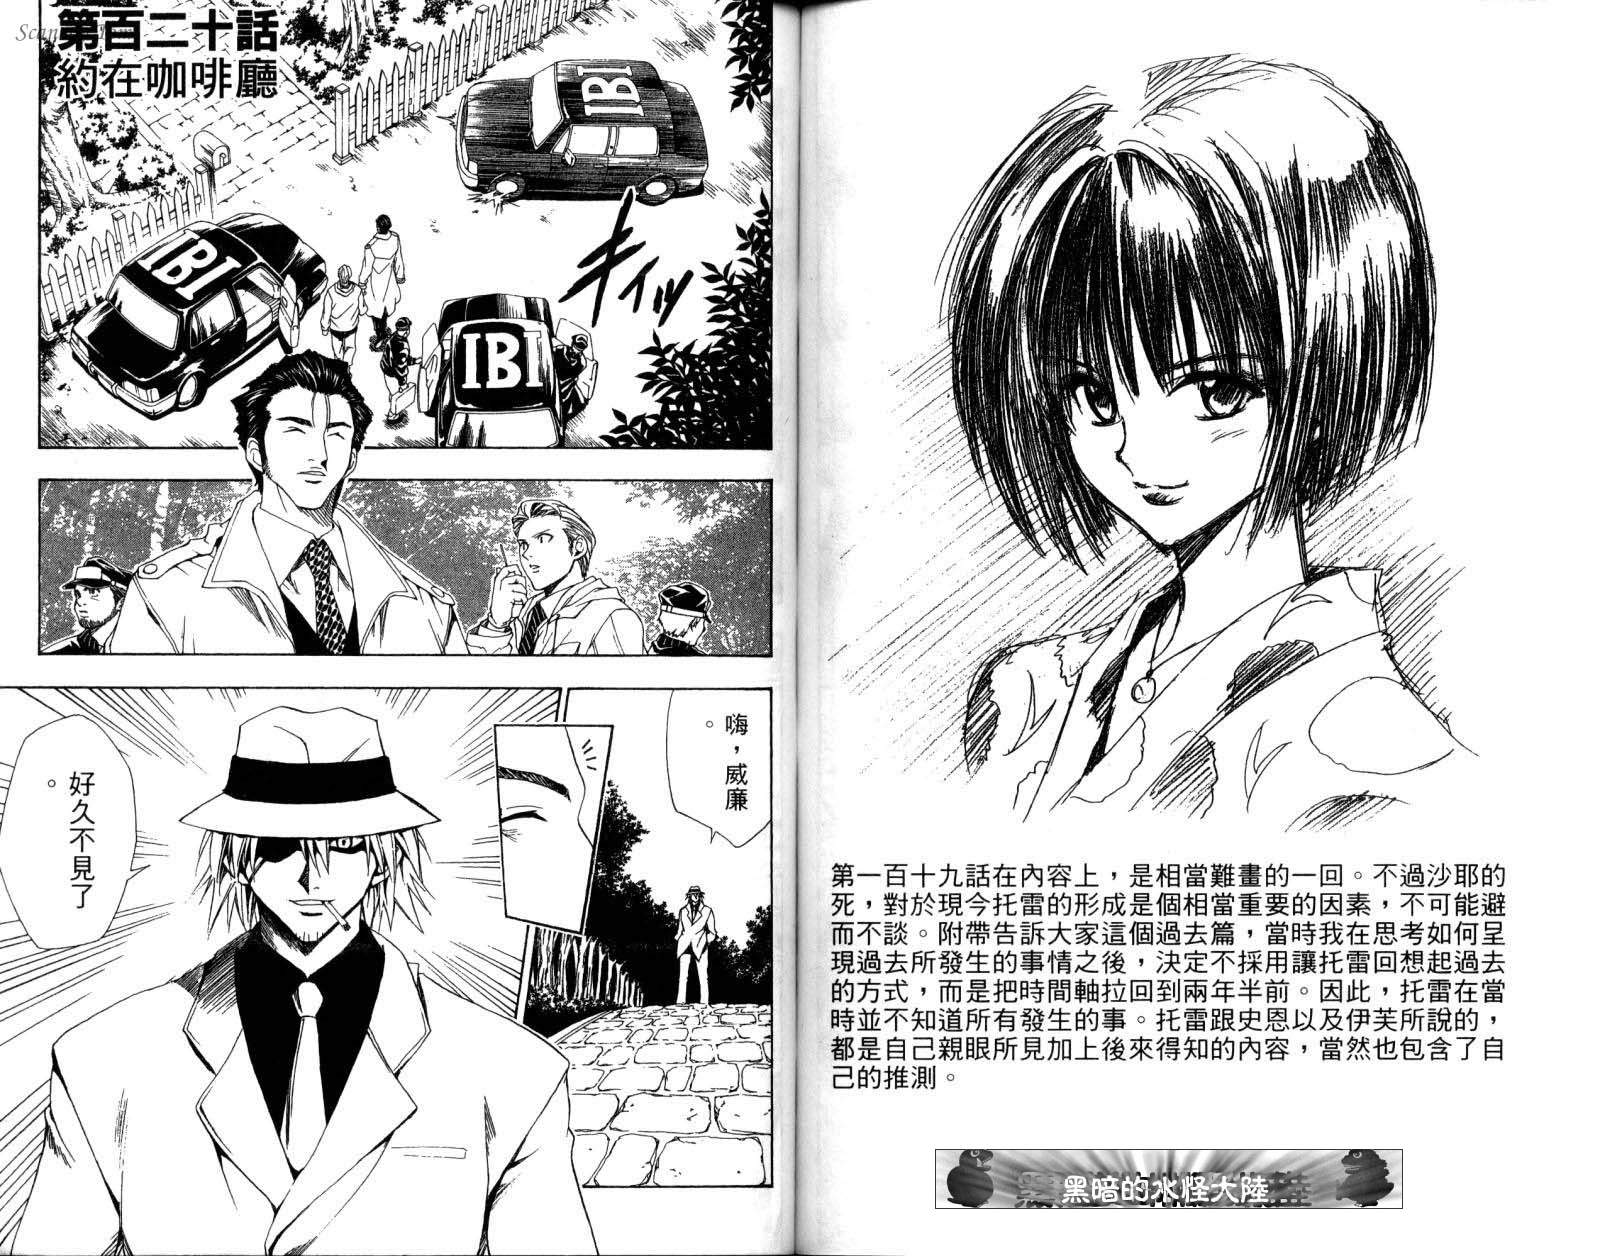 第一百十九話在內容上，是相當難畫的一回。不過沙耶的
死，對於現今托雷的形成是個相當重要的因素，不可能避
而不談。附帶告訴大家這個過去篇，當時我在思考如何呈
現過去所發生的事情之後，決定不採用讓托雷回想起過去
的方式，而是把時間軸拉回到兩年半前。因此，托雷在當
時並不知道所有發生的事。托雷跟史恩以及伊芙所說的，
都是自己親眼所見加上後來得知的內容，當然也包含了自
己的推測。
黑暗的水怪大陸
第百二十話
約在咖啡廳
IBI
IBI
IBI
キイッ
嗨，威廉
。
好久不見了
。